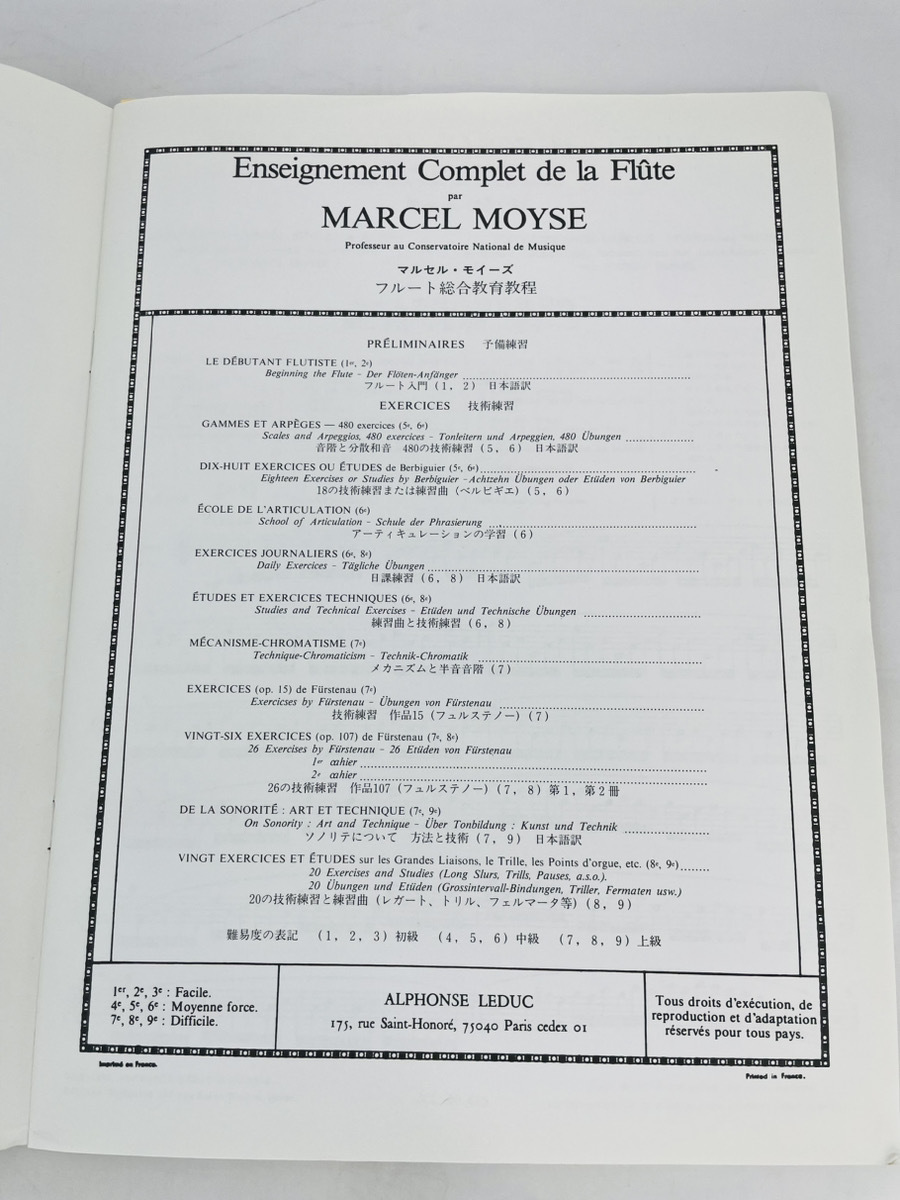 Enseignement Complet de la Flûte
par
MARCEL MOYSE
Professeur au Conservatoire National de Musique
マルセル・モイーズ
フルート総合教育教程
PRÉLIMINAIRES 予備練習
LE DÉBUTANT FLUTISTE (1er, 2e)
Beginning the Flute - Der Flöten-Anfänger
フルート入門 (1, 2) 日本語訳
EXERCICES 技術練習
GAMMES ET ARPÈGES — 480 exercices (5e, 6e)
Scales and Arpeggios, 480 exercises - Tonleitern und Arpeggien, 480 Übungen
音階と分散和音 480の技術練習 (5, 6) 日本語訳
DIX-HUIT EXERCICES OU ÉTUDES de Berbiguier (5e, 6e)
Eighteen Exercises or Studies by Berbiguier - Achtzehn Übungen oder Etüden von Berbiguier
18の技術練習または練習曲 (ベルビギエ) (5, 6)
ÉCOLE DE L'ARTICULATION (6e)
School of Articulation - Schule der Phrasierung
アーティキュレーションの学習 (6)
EXERCICES JOURNALIERS (6e, 8e)
Daily Exercices - Tägliche Übungen
日課練習 (6, 8) 日本語訳
ÉTUDES ET EXERCICES TECHNIQUES (6e, 8e)
Studies and Technical Exercises - Etüden und Technische Übungen
練習曲と技術練習 (6, 8)
MÉCANISME-CHROMATISME (7e)
Technique-Chromaticism - Technik-Chromatik
メカニズムと半音音階 (7)
EXERCICES (op. 15) de Fürstenau (7e)
Exercicses by Fürstenau - Übungen von Fürstenau
技術練習 作品15 (フュルステノー) (7)
VINGT-SIX EXERCICES (op. 107) de Fürstenau (7e, 8e)
26 Exercises by Fürstenau - 26 Etüden von Fürstenau
1er cahier
2e cahier
26の技術練習 作品107 (フュルステノー) (7, 8) 第1, 第2冊
DE LA SONORITÉ : ART ET TECHNIQUE (7e, 9e)
On Sonority : Art and Technique - Über Tonbildung : Kunst und Technik
ソノリテについて 方法と技術 (7, 9) 日本語訳
VINGT EXERCICES ET ÉTUDES sur les Grandes Liaisons, le Trille, les Points d'orgue, etc. (8e, 9e)
20 Exercises and Studies (Long Slurs, Trills, Pauses, a.s.o.).
20 Übungen und Etüden (Grossintervall-Bindungen, Triller, Fermaten usw.)
20の技術練習と練習曲 (レガート、トリル、フェルマータ等) (8, 9)
難易度の表記 (1, 2, 3) 初級 (4, 5, 6) 中級 (7, 8, 9) 上級
1er, 2e, 3e : Facile.
4e, 5e, 6e : Moyenne force.
7e, 8e, 9e : Difficile.
ALPHONSE LEDUC
175, rue Saint-Honoré, 75040 Paris cedex 01
Tous droits d'exécution, de
reproduction et d'adaptation
réservés pour tous pays.
Imprimé en France.
Printed in France.